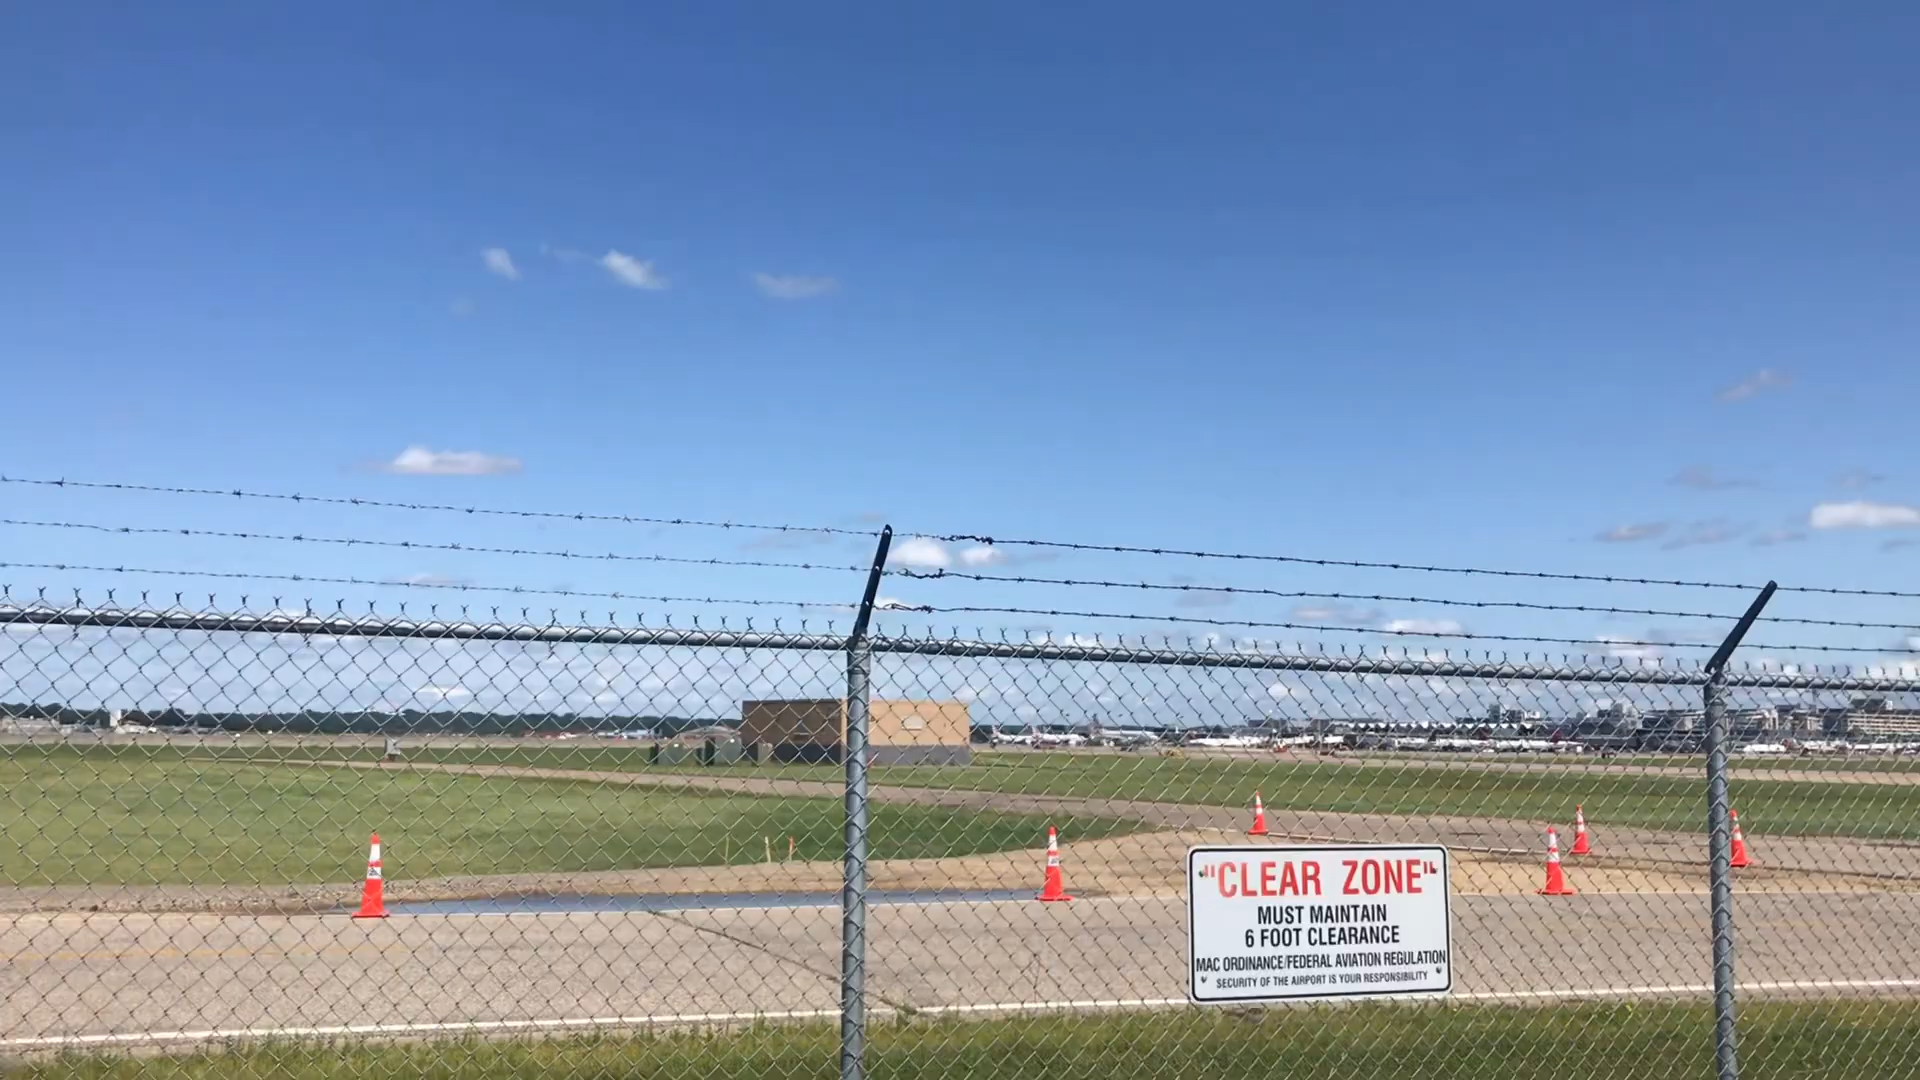 "CLEAR ZONE"
MUST MAINTAIN
6 FOOT CLEARANCE
MAC ORDINANCE/FEDERAL AVIATION REGULATION
SECURITY OF THE AIRPORT IS YOUR RESPONSIBILITY